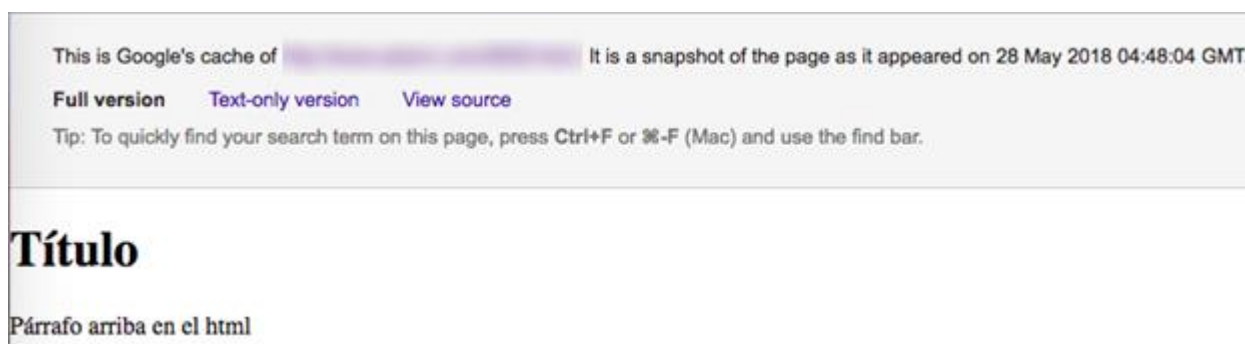 This is Google's cache of It is a snapshot of the page as it appeared on 28 May 2018 04:48:04 GMT
Full version Text-only version View source
Tip: To quickly find your search term on this page, press Ctrl+F or ⌘-F (Mac) and use the find bar.
Título
Párrafo arriba en el html